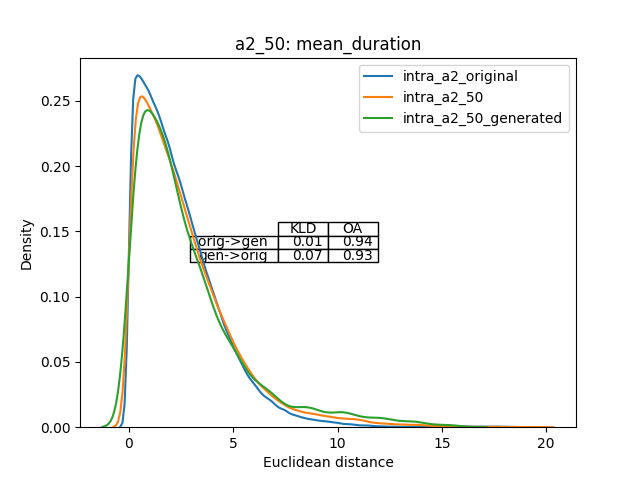 a2_50: mean_duration
intra_a2_original
intra_a2_50
intra_a2_50_generated
0.25
0.20
0.15
0.10
0.05
0.00
Density
KLD OA
orig->gen 0.01 0.94
gen->orig 0.07 0.93
0 5 10 15 20
Euclidean distance